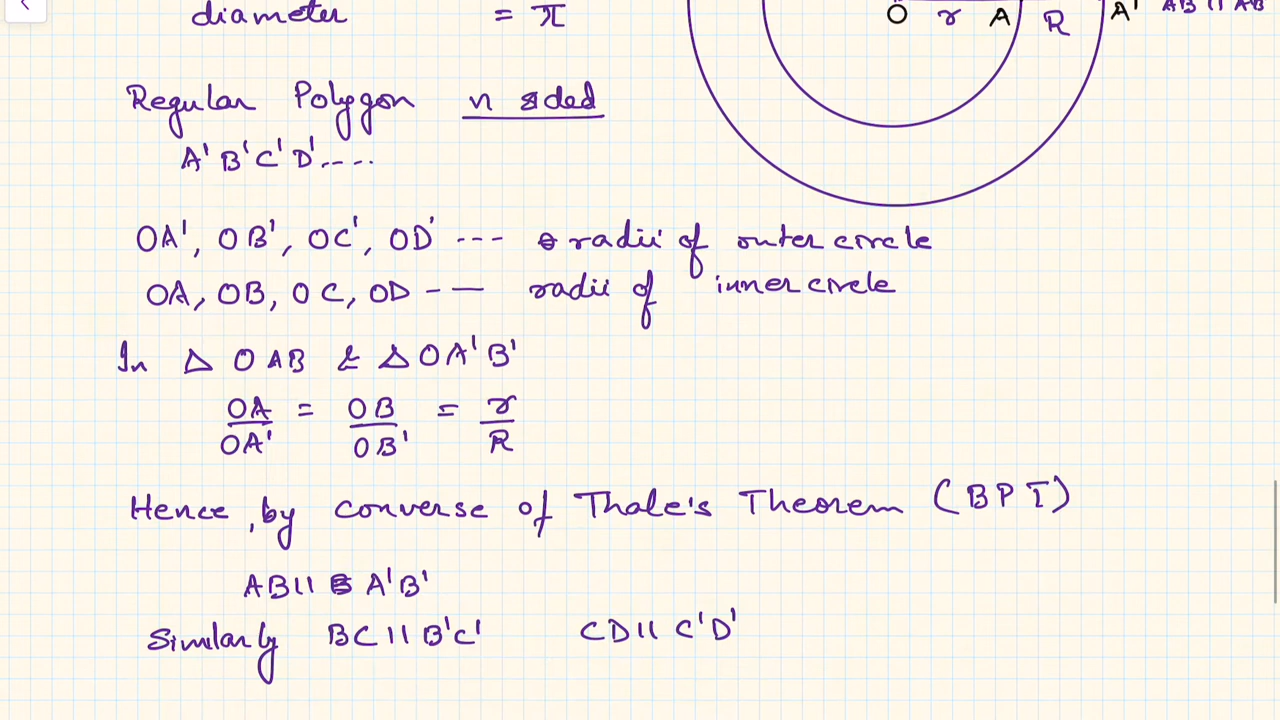 diameter = π
O r A R A'
Regular Polygon n sided
A'B'C'D'----
OA', OB', OC', OD' --- radii of outer circle
OA, OB, OC, OD -- — radii of inner circle
In △ OAB & △ OA'B'
OA/OA' = OB/OB' = r/R
Hence, by converse of Thale's Theorem (BPT)
AB || A'B'
Similarly BC || B'C' CD || C'D'